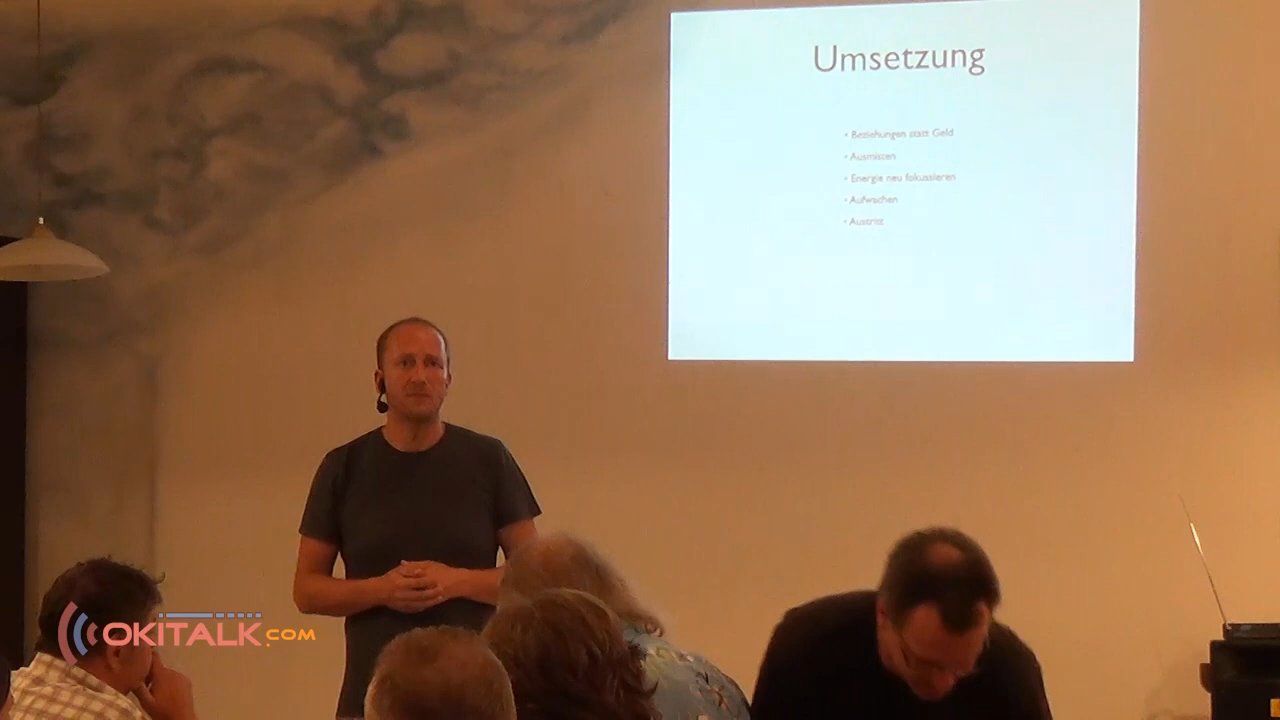 Umsetzung
• Beziehungen statt Geld
• Ausmisten
• Energie neu fokussieren
• Aufwachen
• Austritt
OKITALK.COM